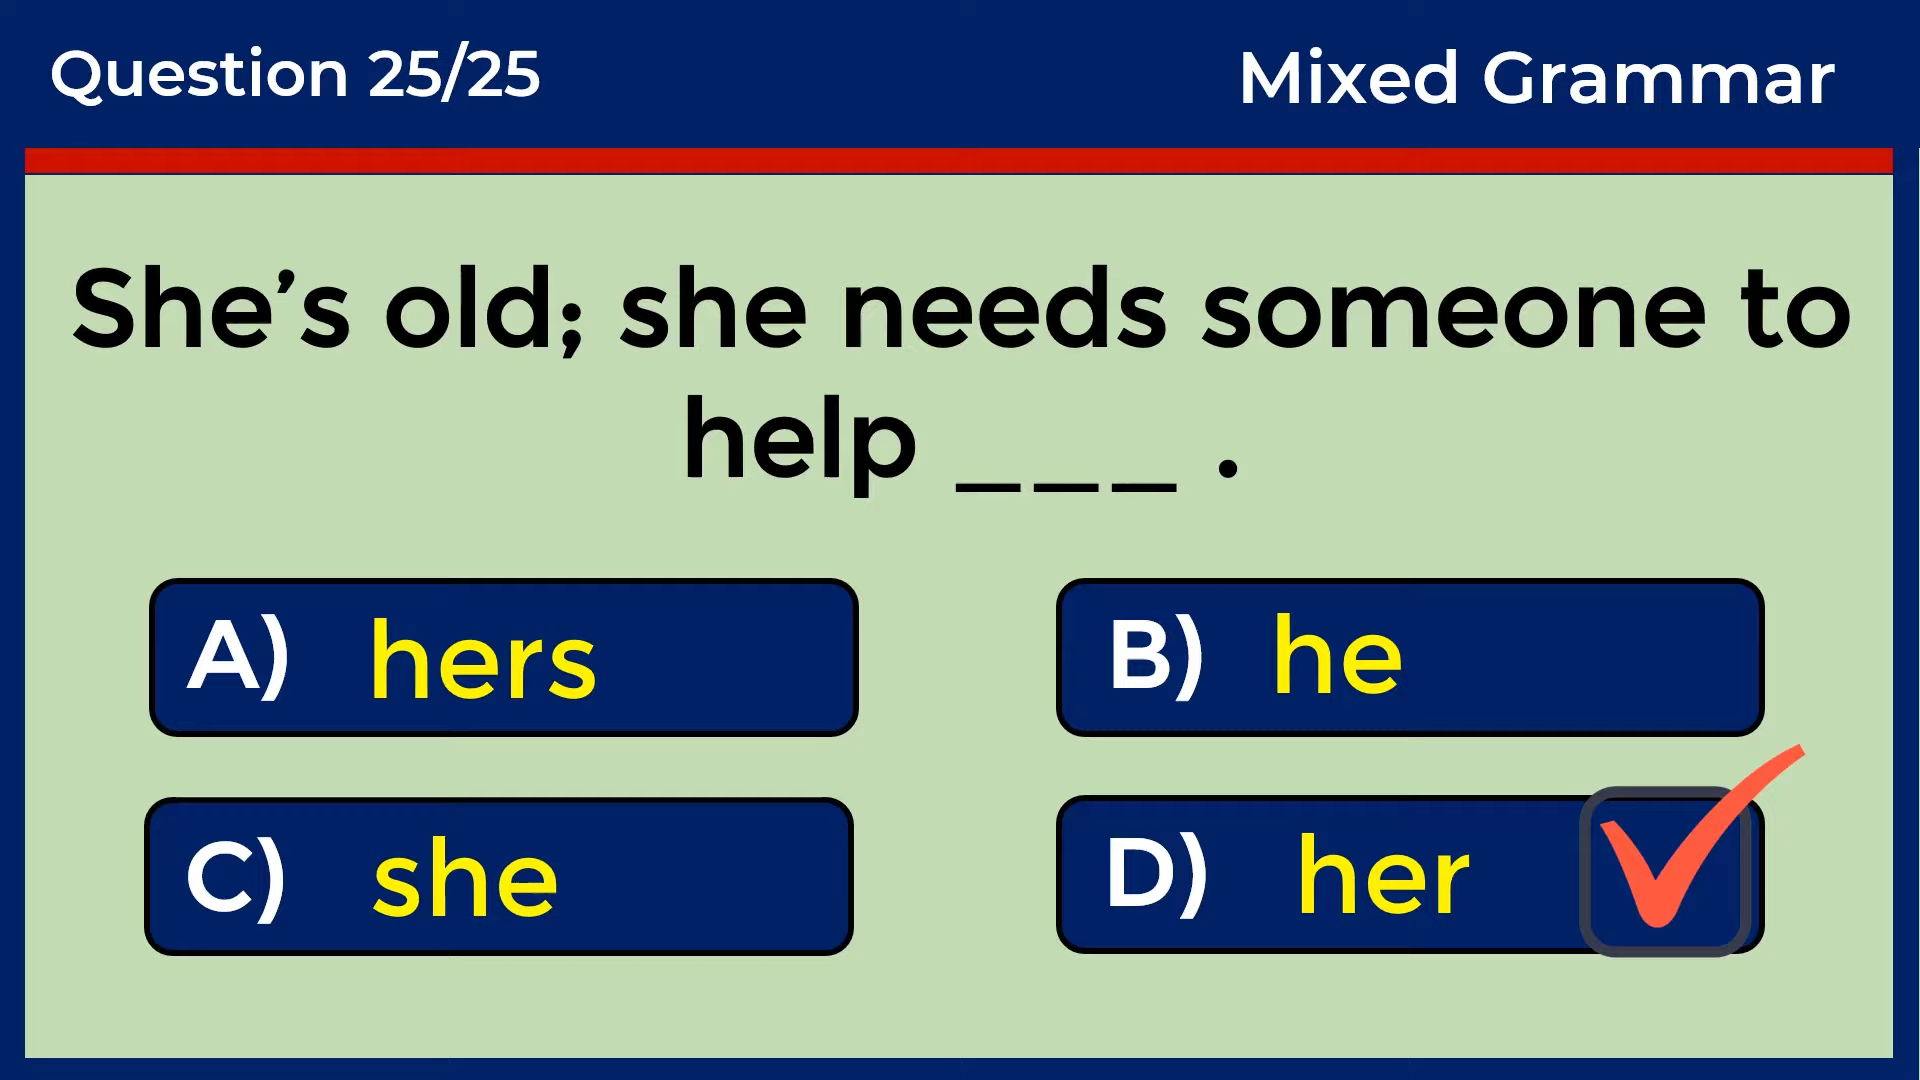 Question 25/25
Mixed Grammar
She’s old; she needs someone to
help ___ .
A) hers
B) he
C) she
D) her